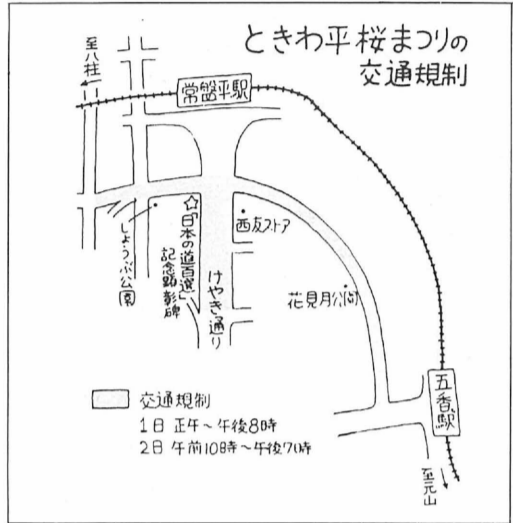 ときわ平桜まつりの
交通規制
至八柱
常盤平駅
西友ストア
☆「日本の道百選」
記念顕彰碑
しょうぶ公園
けやき通り
花見月公園
五香駅
至元山
交通規制
1日 正午~午後8時
2日 午前10時~午後7時